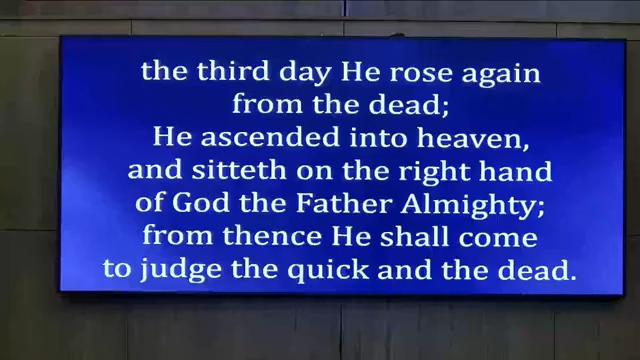 the third day He rose again
from the dead;
He ascended into heaven,
and sitteth on the right hand
of God the Father Almighty;
from thence He shall come
to judge the quick and the dead.